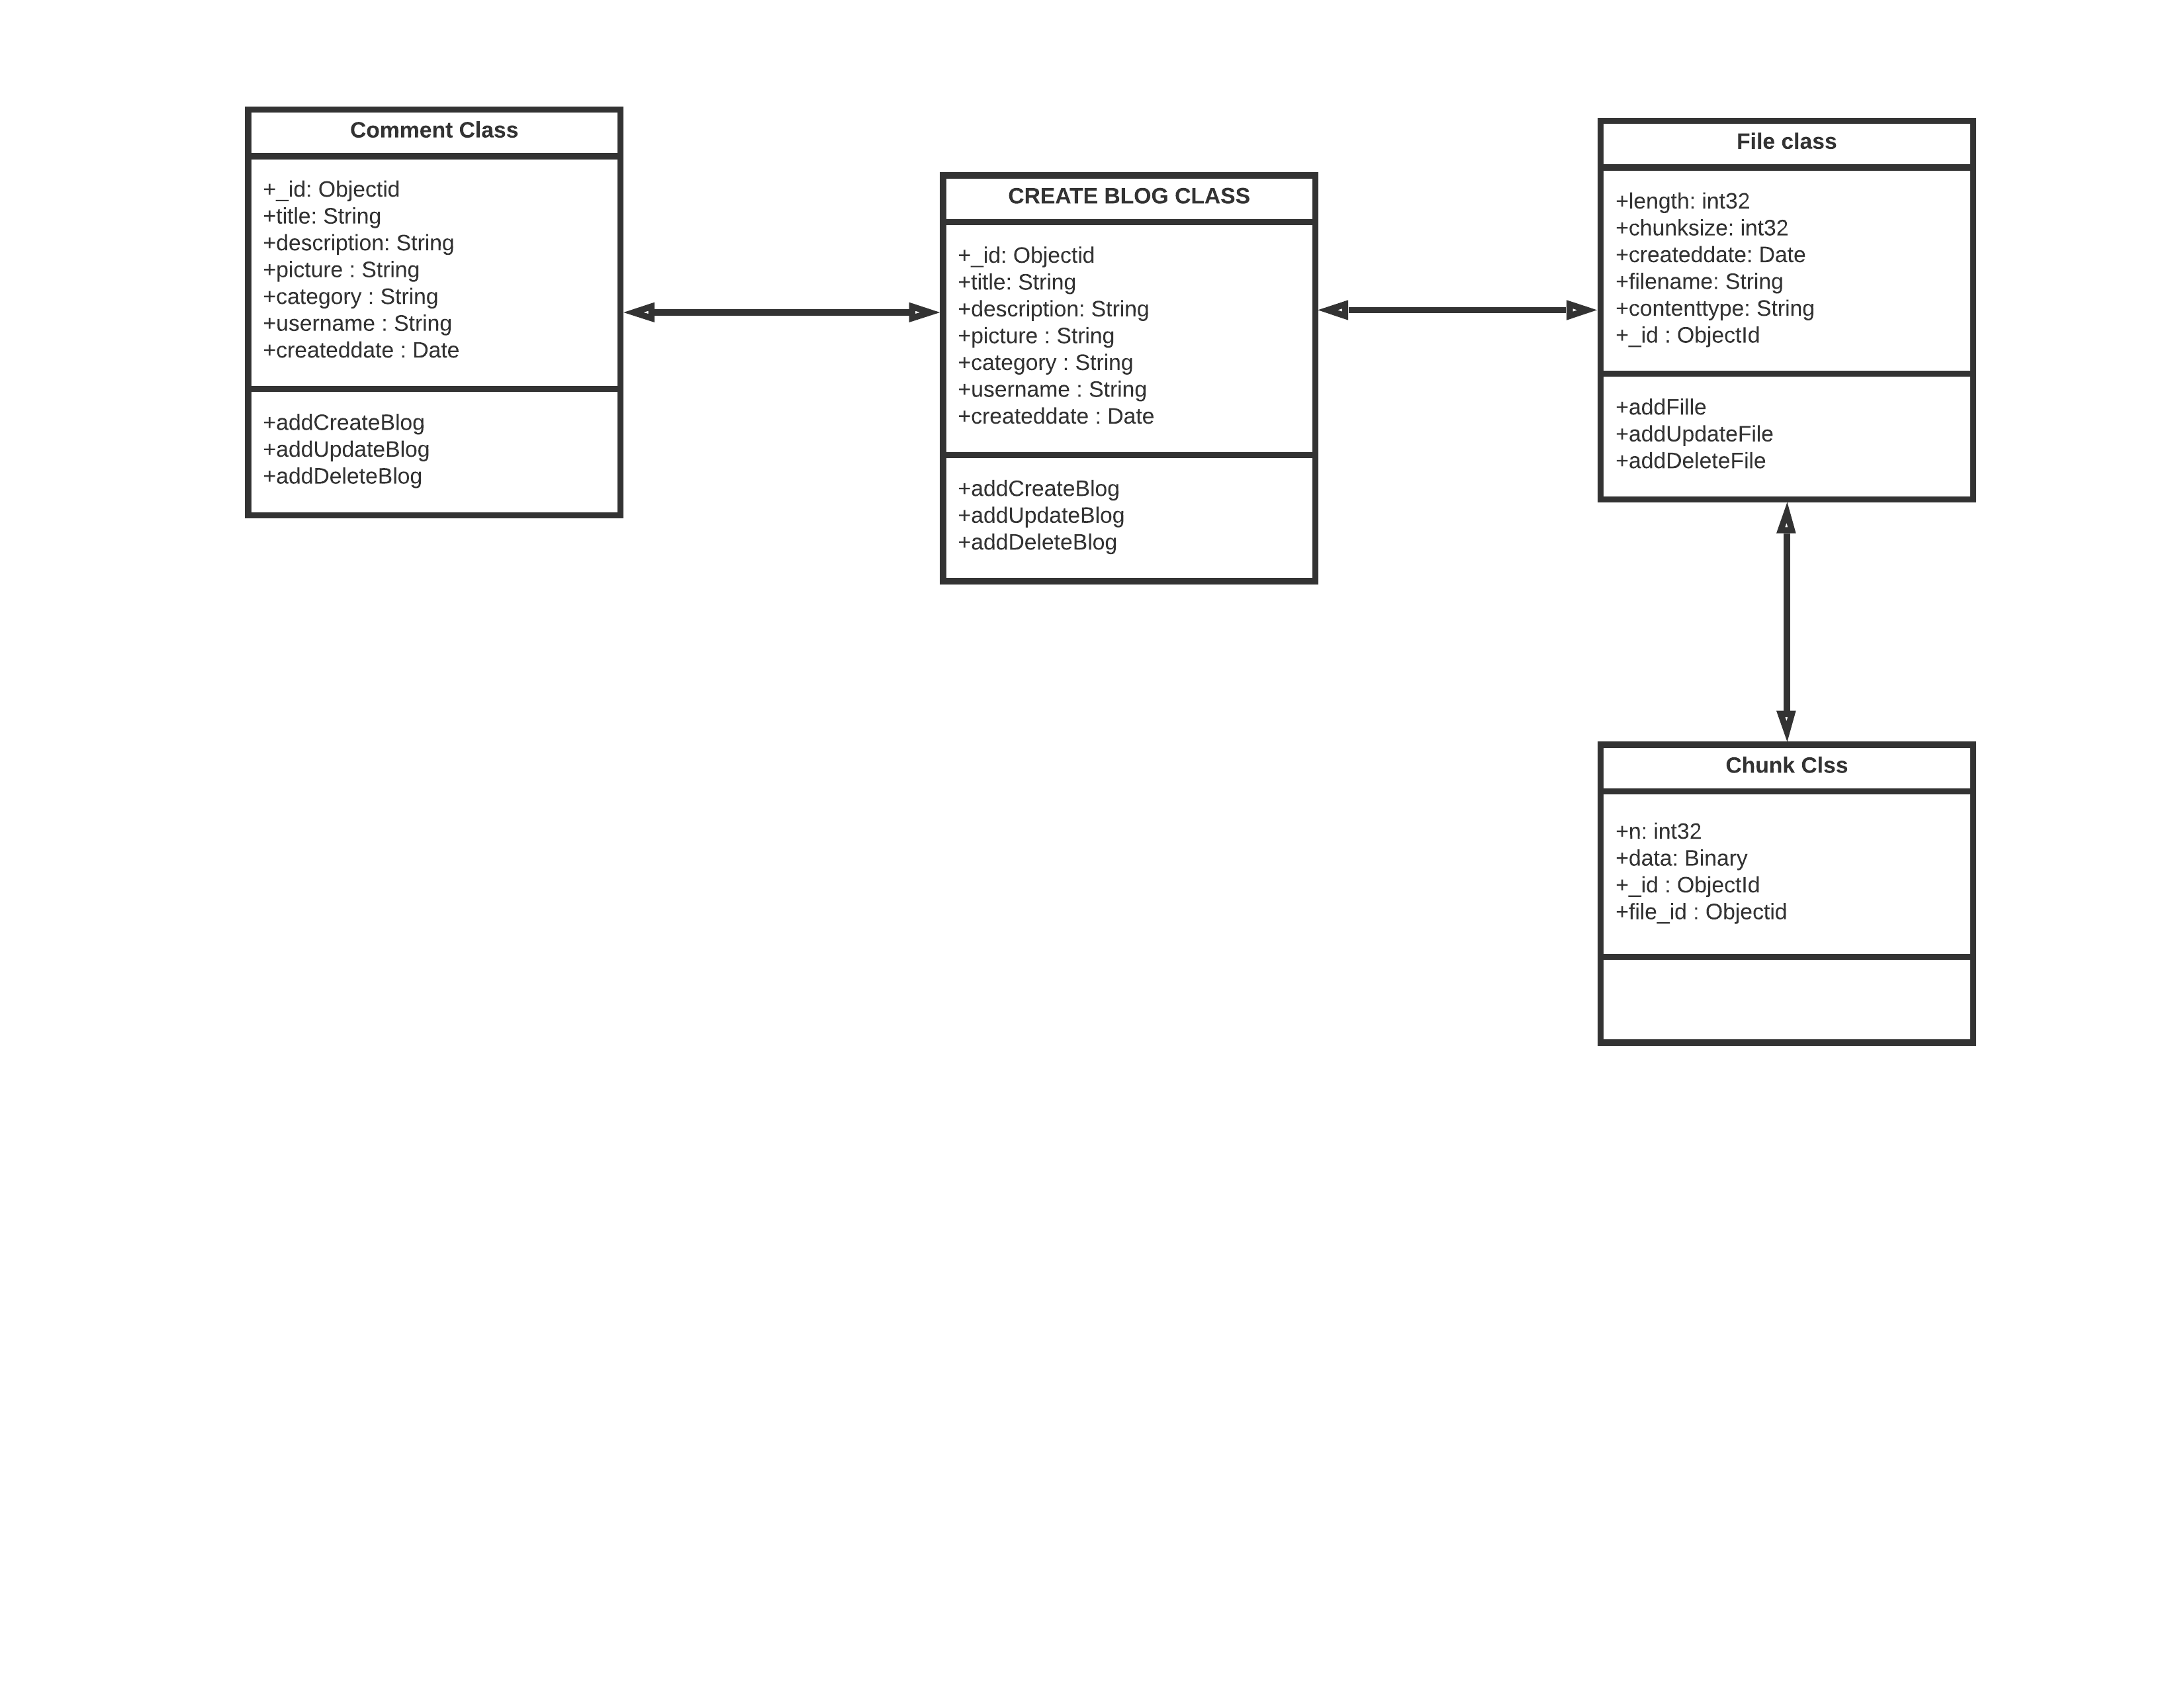 Comment Class
+_id: Objectid
+title: String
+description: String
+picture : String
+category : String
+username : String
+createddate : Date
+addCreateBlog
+addUpdateBlog
+addDeleteBlog
CREATE BLOG CLASS
+_id: Objectid
+title: String
+description: String
+picture : String
+category : String
+username : String
+createddate : Date
+addCreateBlog
+addUpdateBlog
+addDeleteBlog
File class
+length: int32
+chunksize: int32
+createddate: Date
+filename: String
+contenttype: String
+_id : ObjectId
+addFille
+addUpdateFile
+addDeleteFile
Chunk Clss
+n: int32
+data: Binary
+_id : ObjectId
+file_id : Objectid